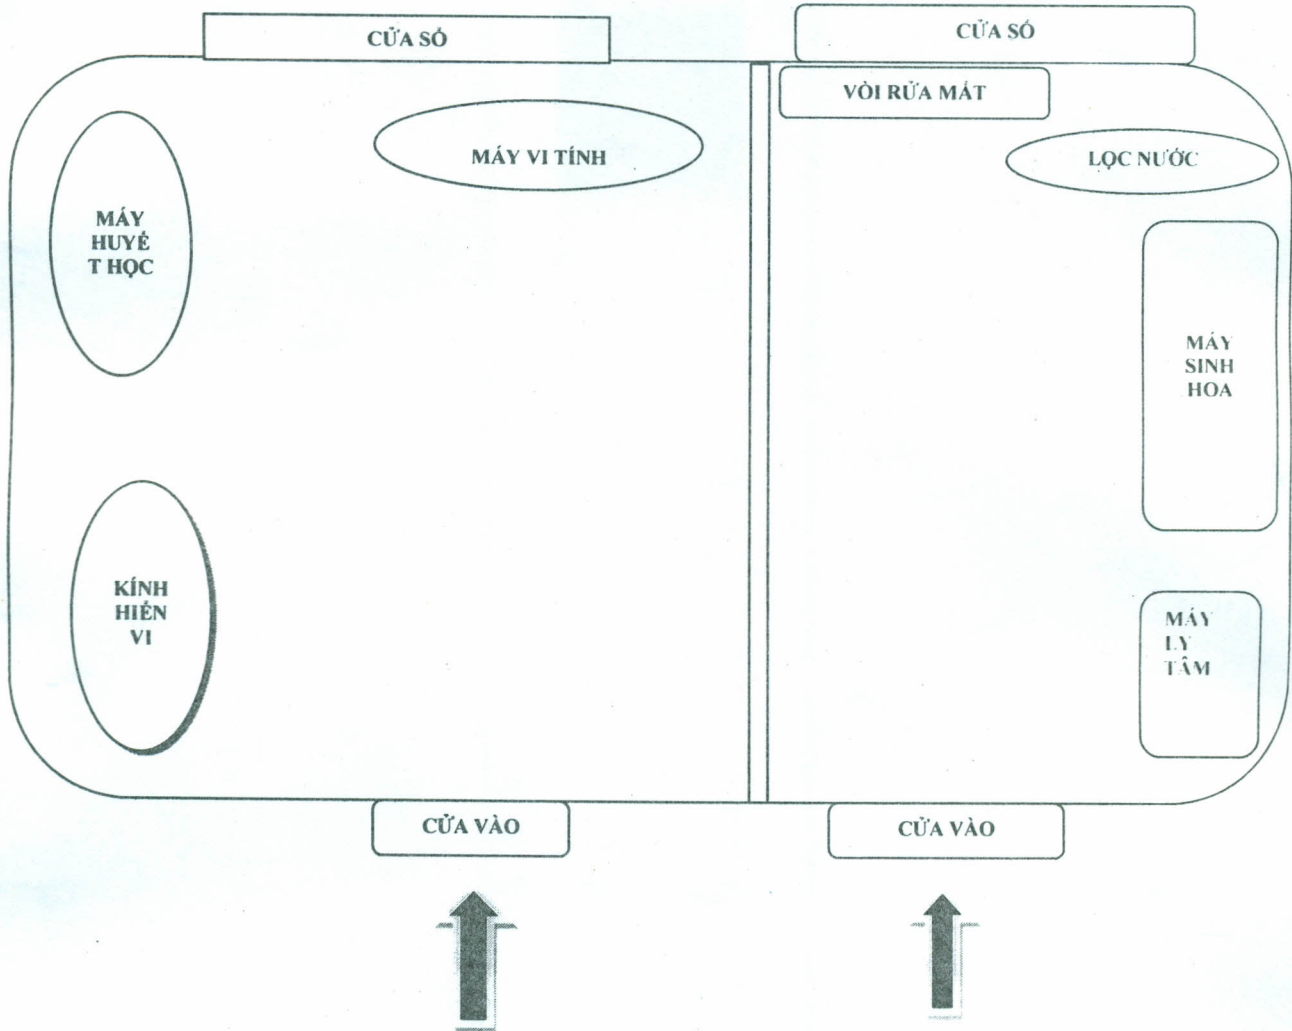 CỬA SỔ
CỬA SỔ
VÒI RỬA MẮT
MÁY VI TÍNH
LỌC NƯỚC
MÁY
HUYẾ
T HỌC
MÁY
SINH
HOA
KÍNH
HIỂN
VI
MÁY
LY
TÂM
CỬA VÀO
CỬA VÀO